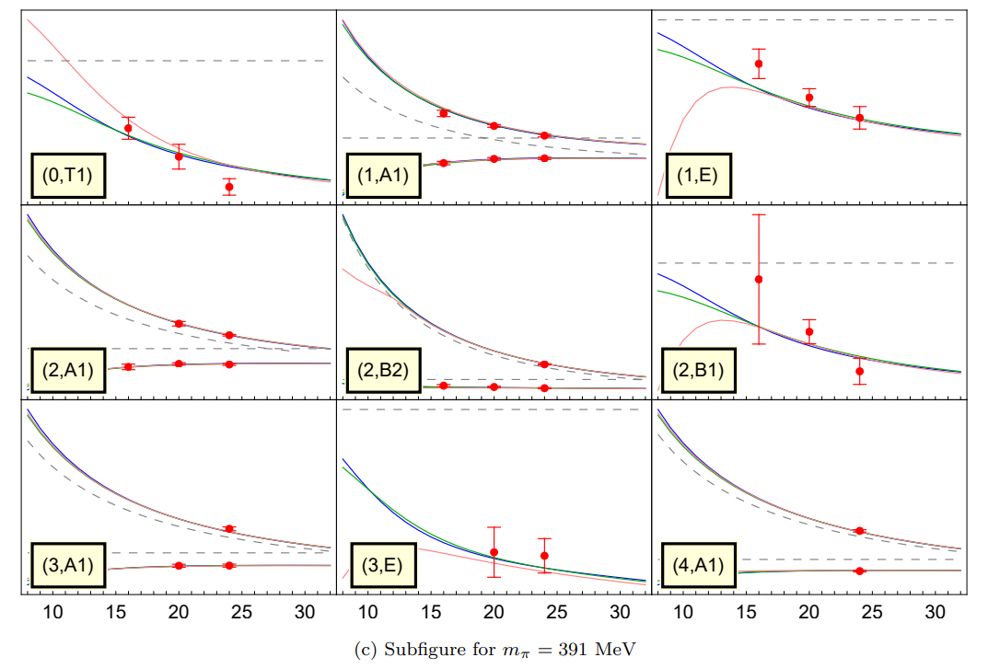 (0,T1) (1,A1) (1,E)
(2,A1) (2,B2) (2,B1)
(3,A1) (3,E) (4,A1)
10 15 20 25 30 10 15 20 25 30 10 15 20 25 30
(c) Subfigure for mπ = 391 MeV